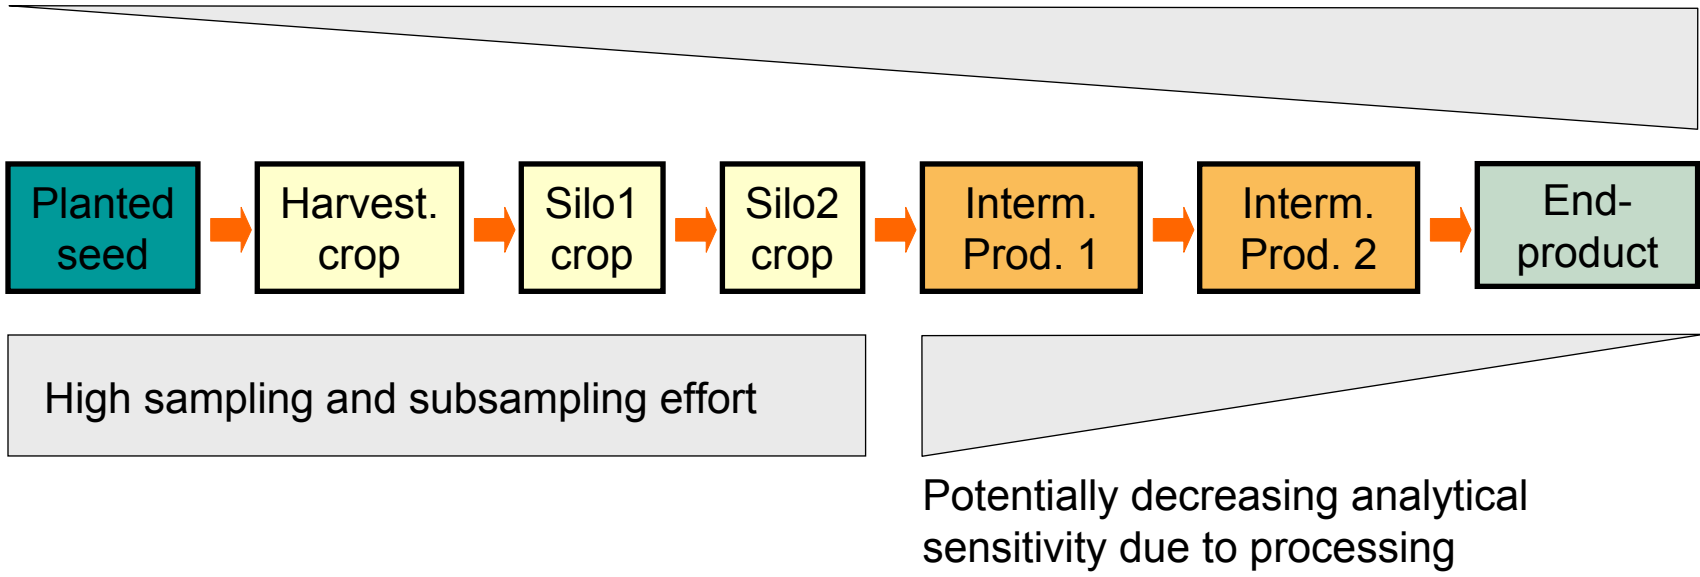 Planted
seed
Harvest.
crop
Silo1
crop
Silo2
crop
Interm.
Prod. 1
Interm.
Prod. 2
End-
product
High sampling and subsampling effort
Potentially decreasing analytical
sensitivity due to processing